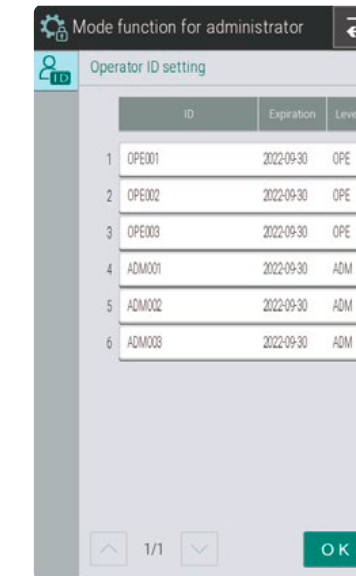 Mode function for administrator
ID
Operator ID setting
ID Expiration Leve
1 OPE001 2022-09-30 OPE
2 OPE002 2022-09-30 OPE
3 OPE003 2022-09-30 OPE
4 ADM001 2022-09-30 ADM
5 ADM002 2022-09-30 ADM
6 ADM003 2022-09-30 ADM
1/1
OK